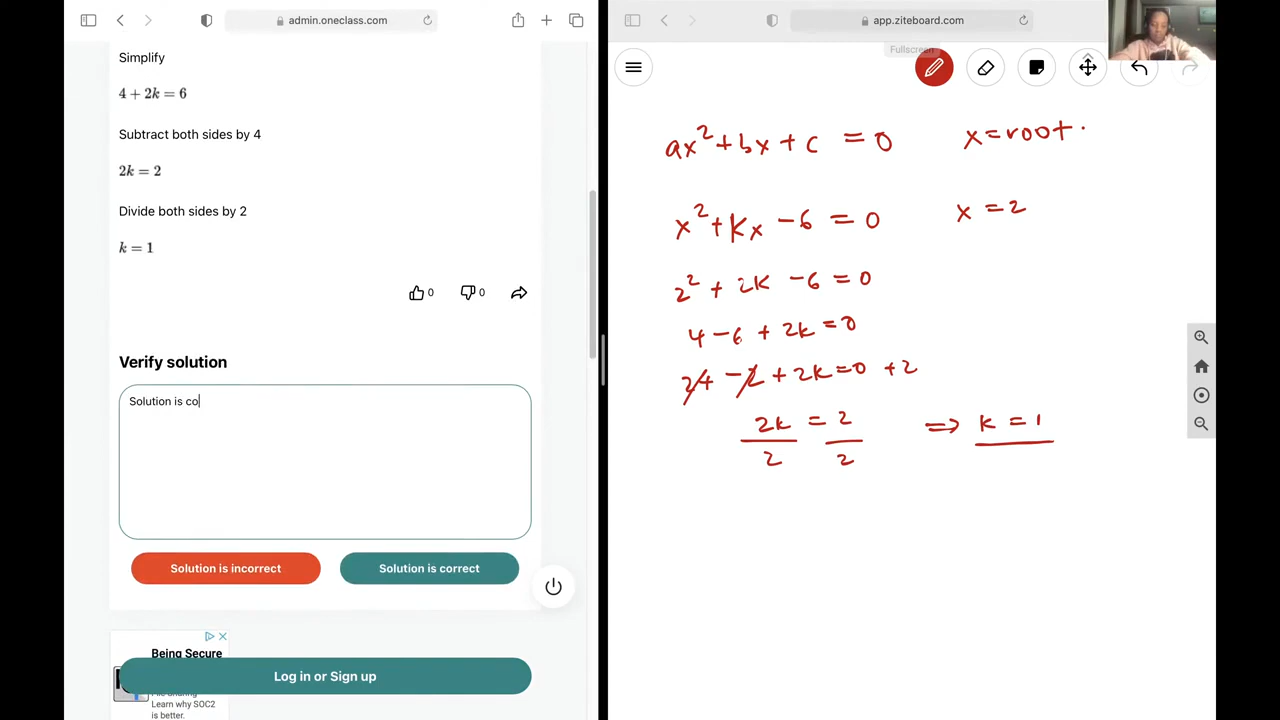 admin.oneclass.com
Simplify
4 + 2k = 6
Subtract both sides by 4
2k = 2
Divide both sides by 2
k = 1
0
0
Verify solution
Solution is co
Solution is incorrect
Solution is correct
Being Secure
Learn why SOC2
is better.
Log in or Sign up
app.ziteboard.com
Fullscreen
ax² + bx + c = 0 x = root.
x² + kx - 6 = 0 x = 2
2² + 2k - 6 = 0
4 - 6 + 2k = 0
- 2 + 2k = 0 + 2
2k = 2 ⇒ k = 1
2 2